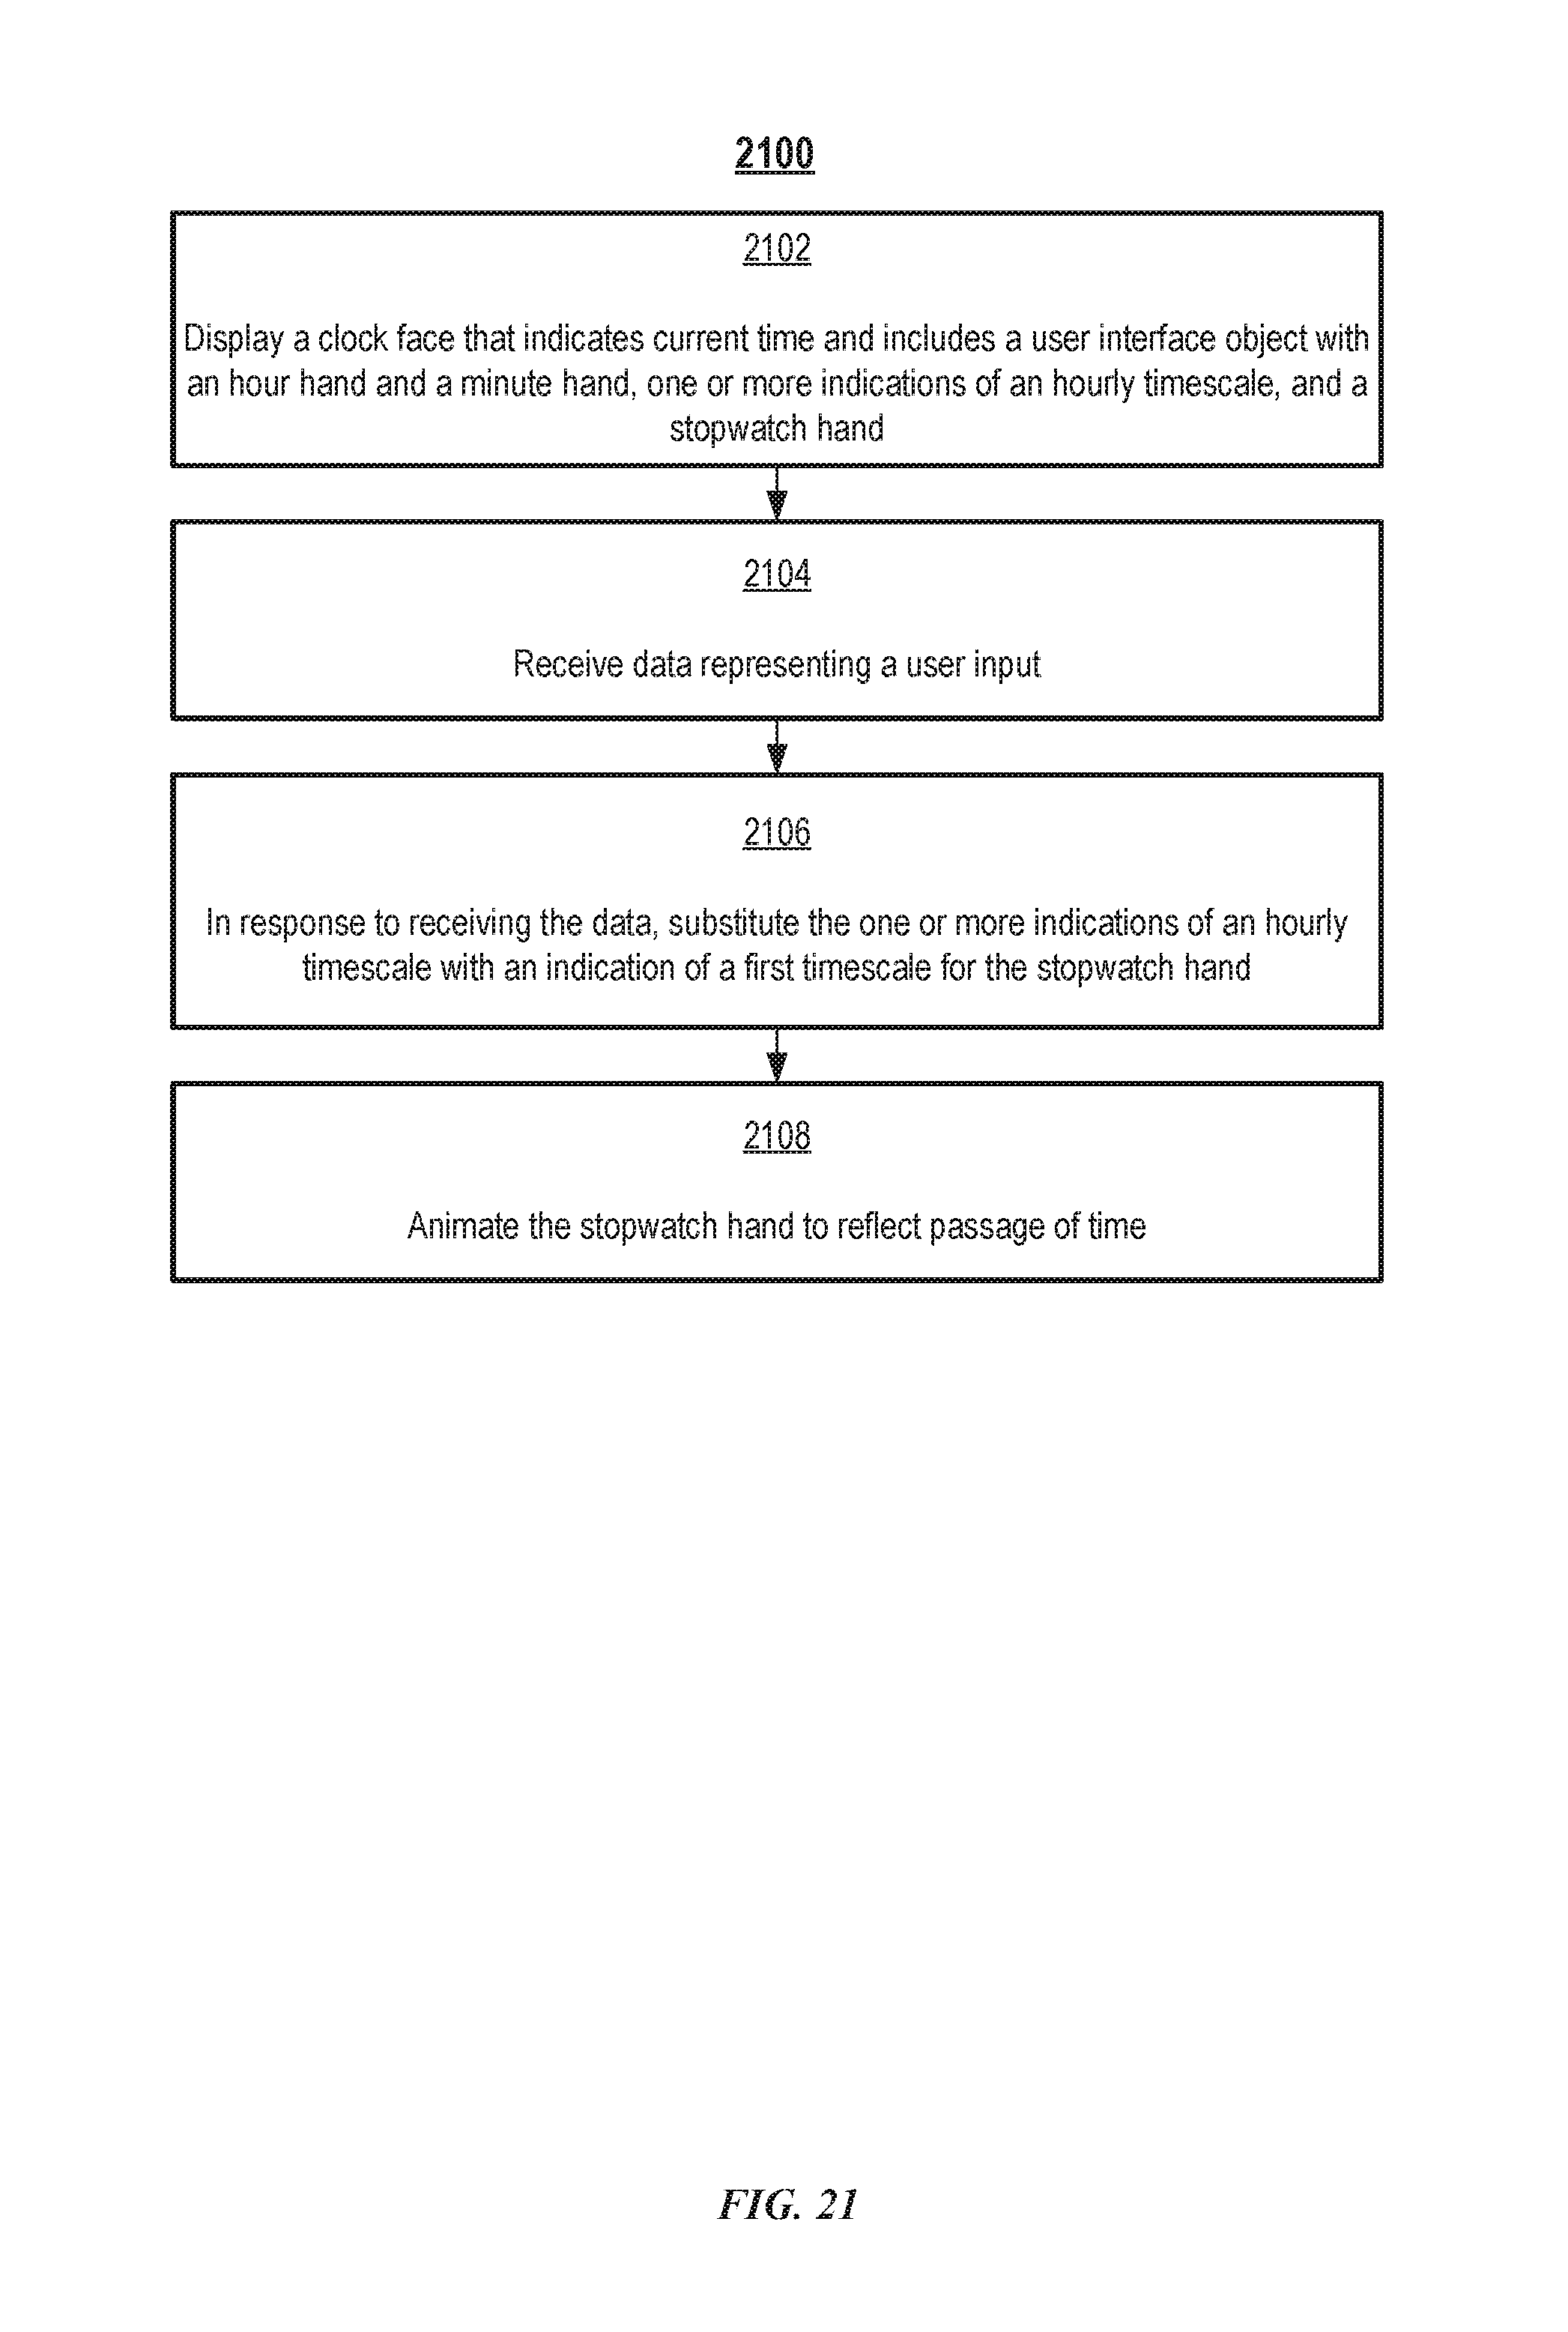 2100
2102
Display a clock face that indicates current time and includes a user interface object with
an hour hand and a minute hand, one or more indications of an hourly timescale, and a
stopwatch hand
2104
Receive data representing a user input
2106
In response to receiving the data, substitute the one or more indications of an hourly
timescale with an indication of a first timescale for the stopwatch hand
2108
Animate the stopwatch hand to reflect passage of time
FIG. 21